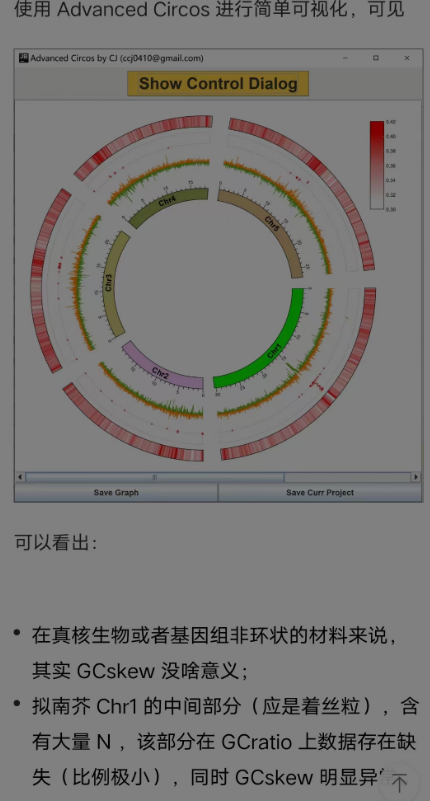 使用 Advanced Circos 进行简单可视化，可见
Advanced Circos by CJ (ccj0410@gmail.com)
Show Control Dialog
0.42
0.40
0.38
0.36
0.34
0.32
0.30
Chr4
Chr5
Chr3
Chr1
Chr2
Save Graph
Save Curr Project
可以看出：
• 在真核生物或者基因组非环状的材料来说，
其实 GCskew 没啥意义；
• 拟南芥 Chr1 的中间部分（应是着丝粒），含
有大量 N ，该部分在 GCratio 上数据存在缺
失（比例极小），同时 GCskew 明显异